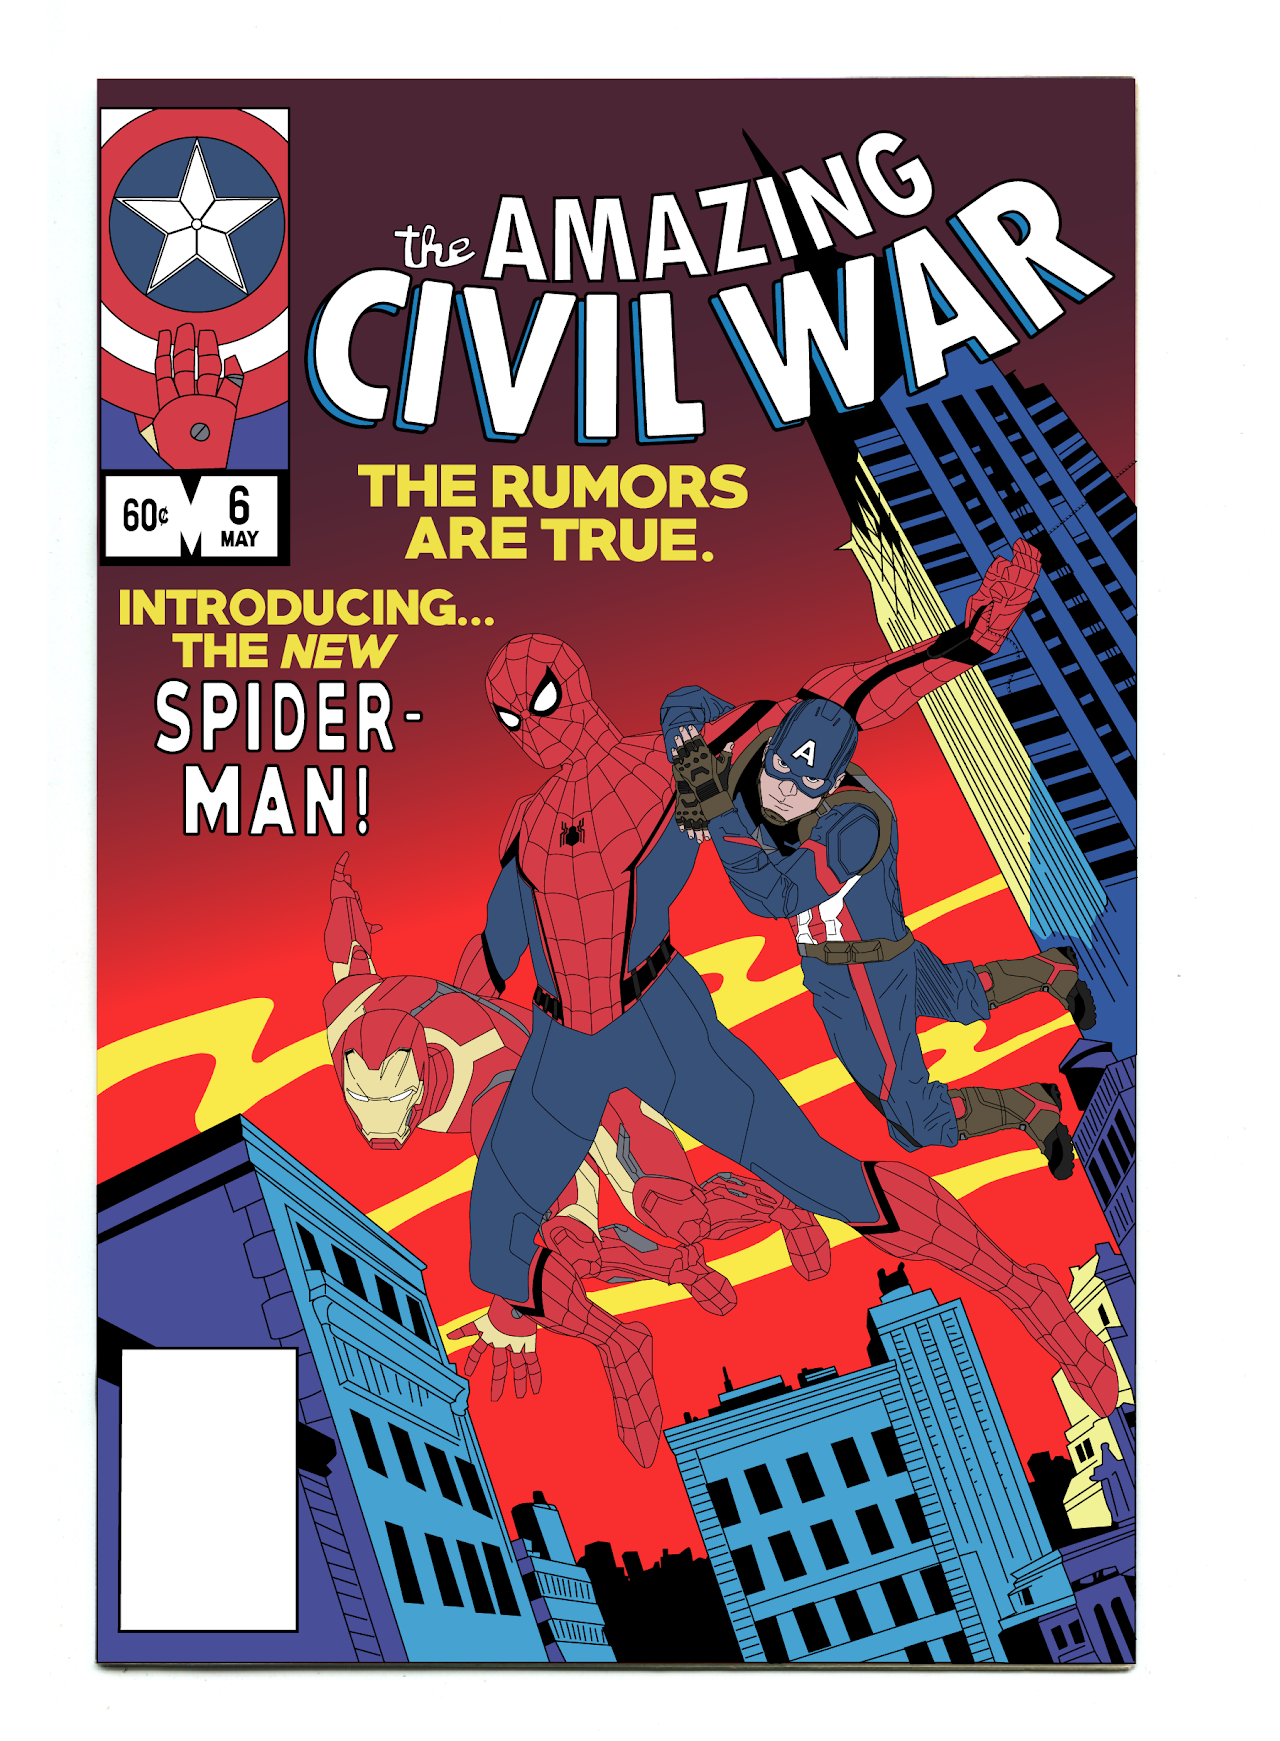 the AMAZING
CIVIL WAR
60¢ 6
MAY
THE RUMORS
ARE TRUE.
INTRODUCING...
THE NEW
SPIDER-
MAN!
A